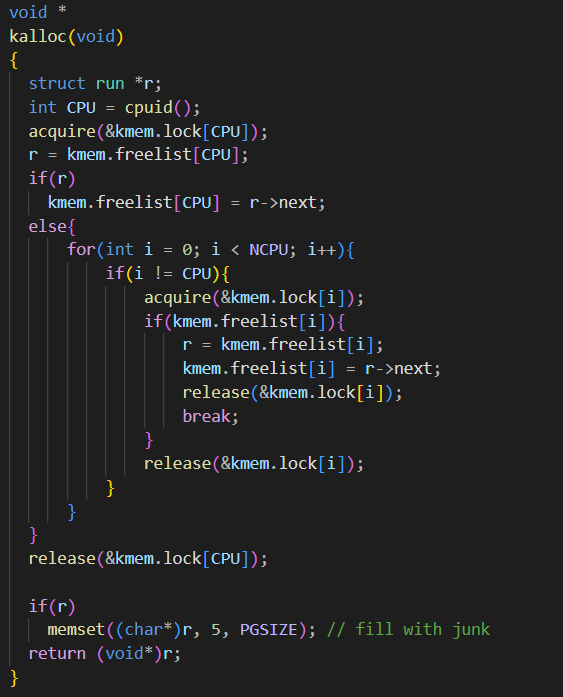 void *
kalloc(void)
{
  struct run *r;
  int CPU = cpuid();
  acquire(&kmem.lock[CPU]);
  r = kmem.freelist[CPU];
  if(r)
    kmem.freelist[CPU] = r->next;
  else{
      for(int i = 0; i < NCPU; i++){
          if(i != CPU){
              acquire(&kmem.lock[i]);
              if(kmem.freelist[i]){
                  r = kmem.freelist[i];
                  kmem.freelist[i] = r->next;
                  release(&kmem.lock[i]);
                  break;
              }
              release(&kmem.lock[i]);
          }
      }
  }
  release(&kmem.lock[CPU]);

  if(r)
    memset((char*)r, 5, PGSIZE); // fill with junk
  return (void*)r;
}